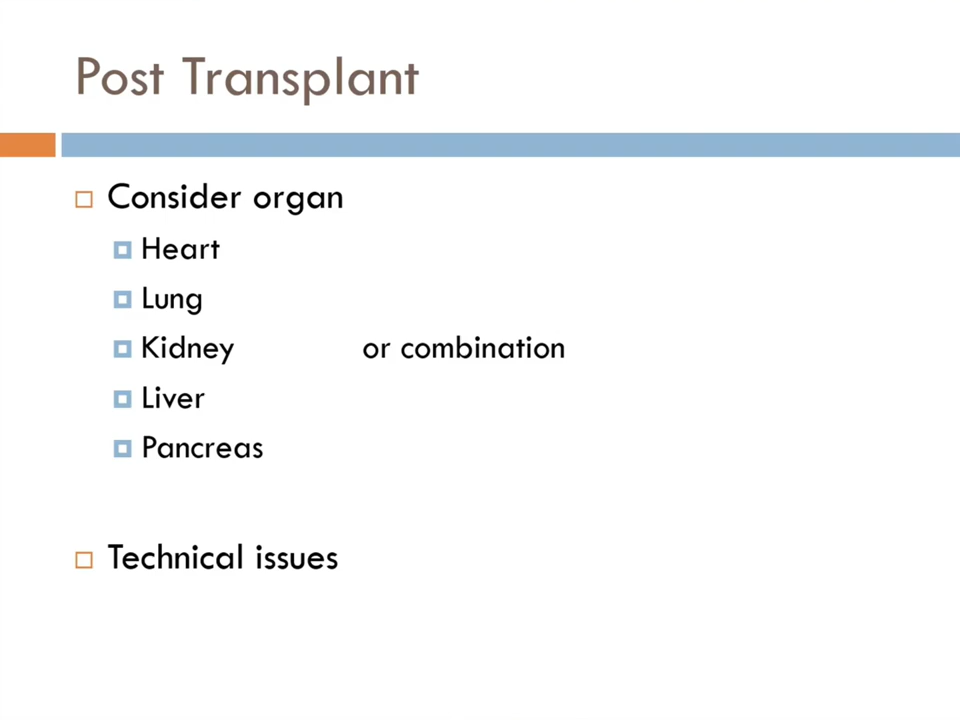 Post Transplant
Consider organ
Heart
Lung
Kidney or combination
Liver
Pancreas
Technical issues